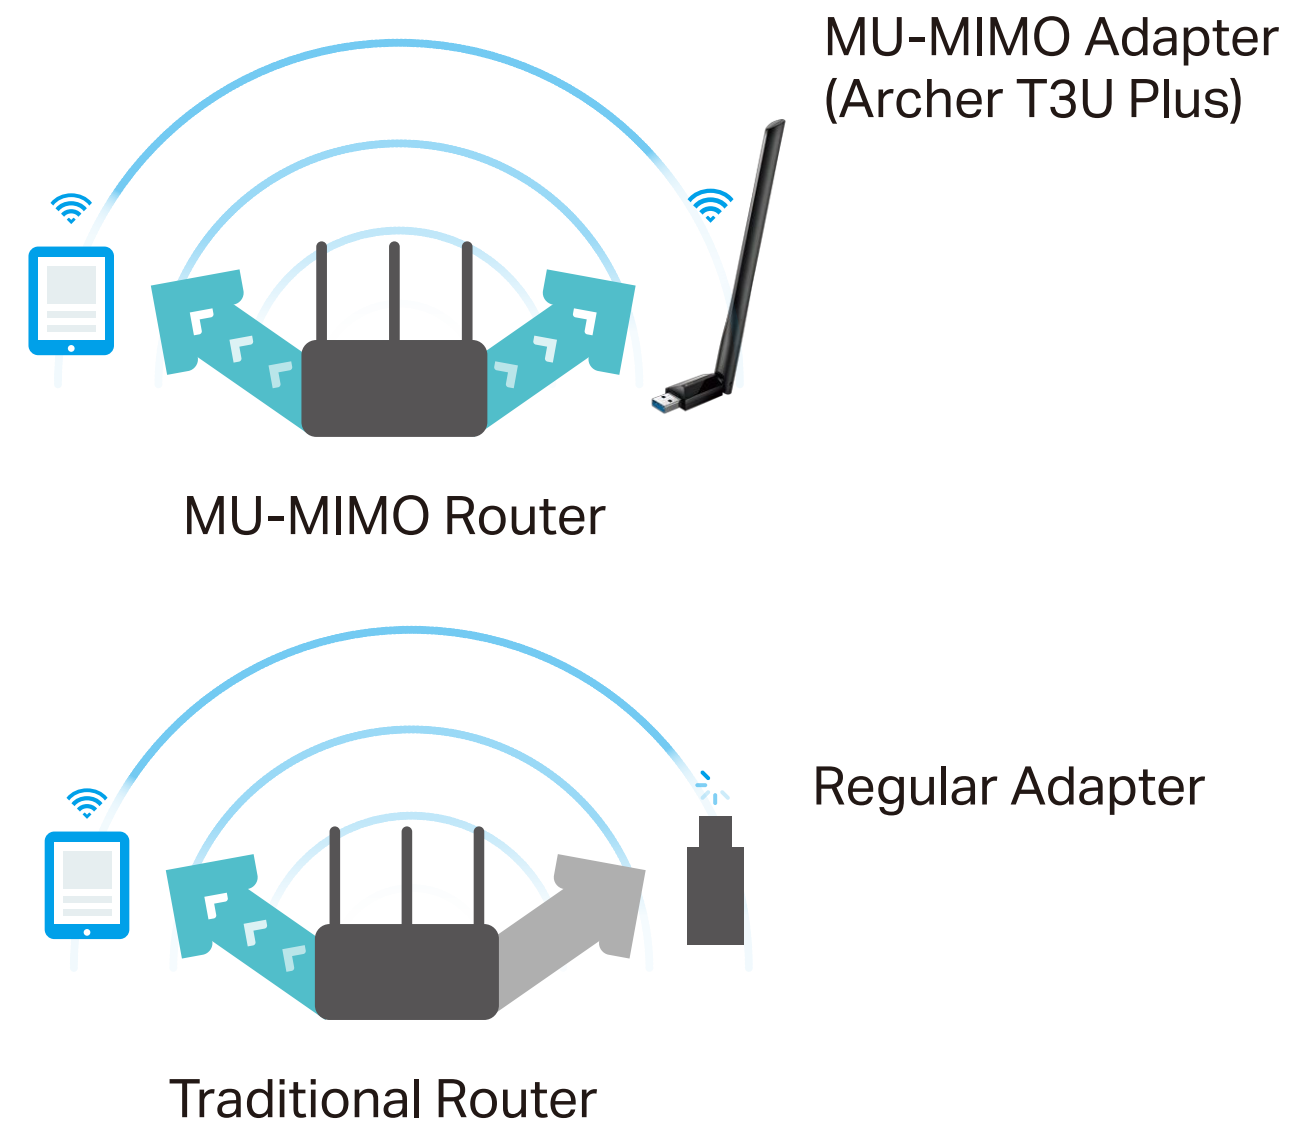 MU-MIMO Adapter
(Archer T3U Plus)
MU-MIMO Router
Regular Adapter
Traditional Router